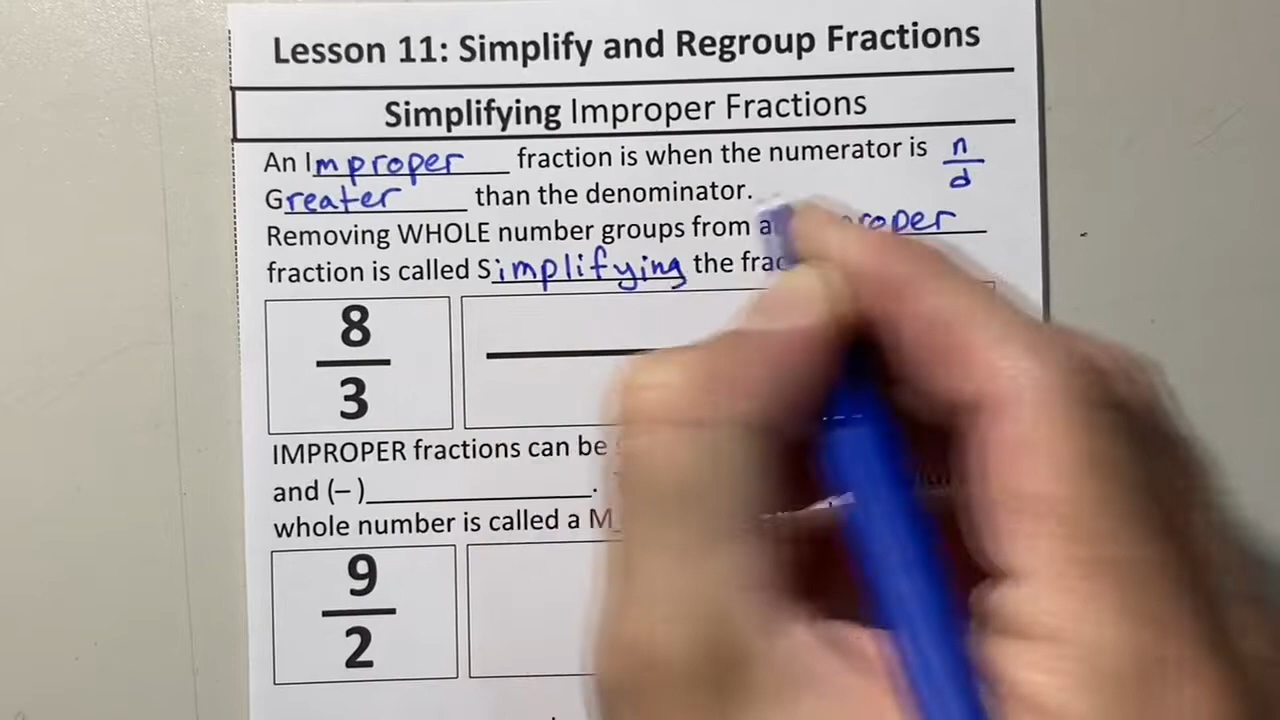 Lesson 11: Simplify and Regroup Fractions
Simplifying Improper Fractions
An Improper fraction is when the numerator is n/d
Greater than the denominator.
Removing WHOLE number groups from
fraction is called Simplifying the
8
3
IMPROPER fractions can be
and (–)____________.
whole number is called a M
9
2